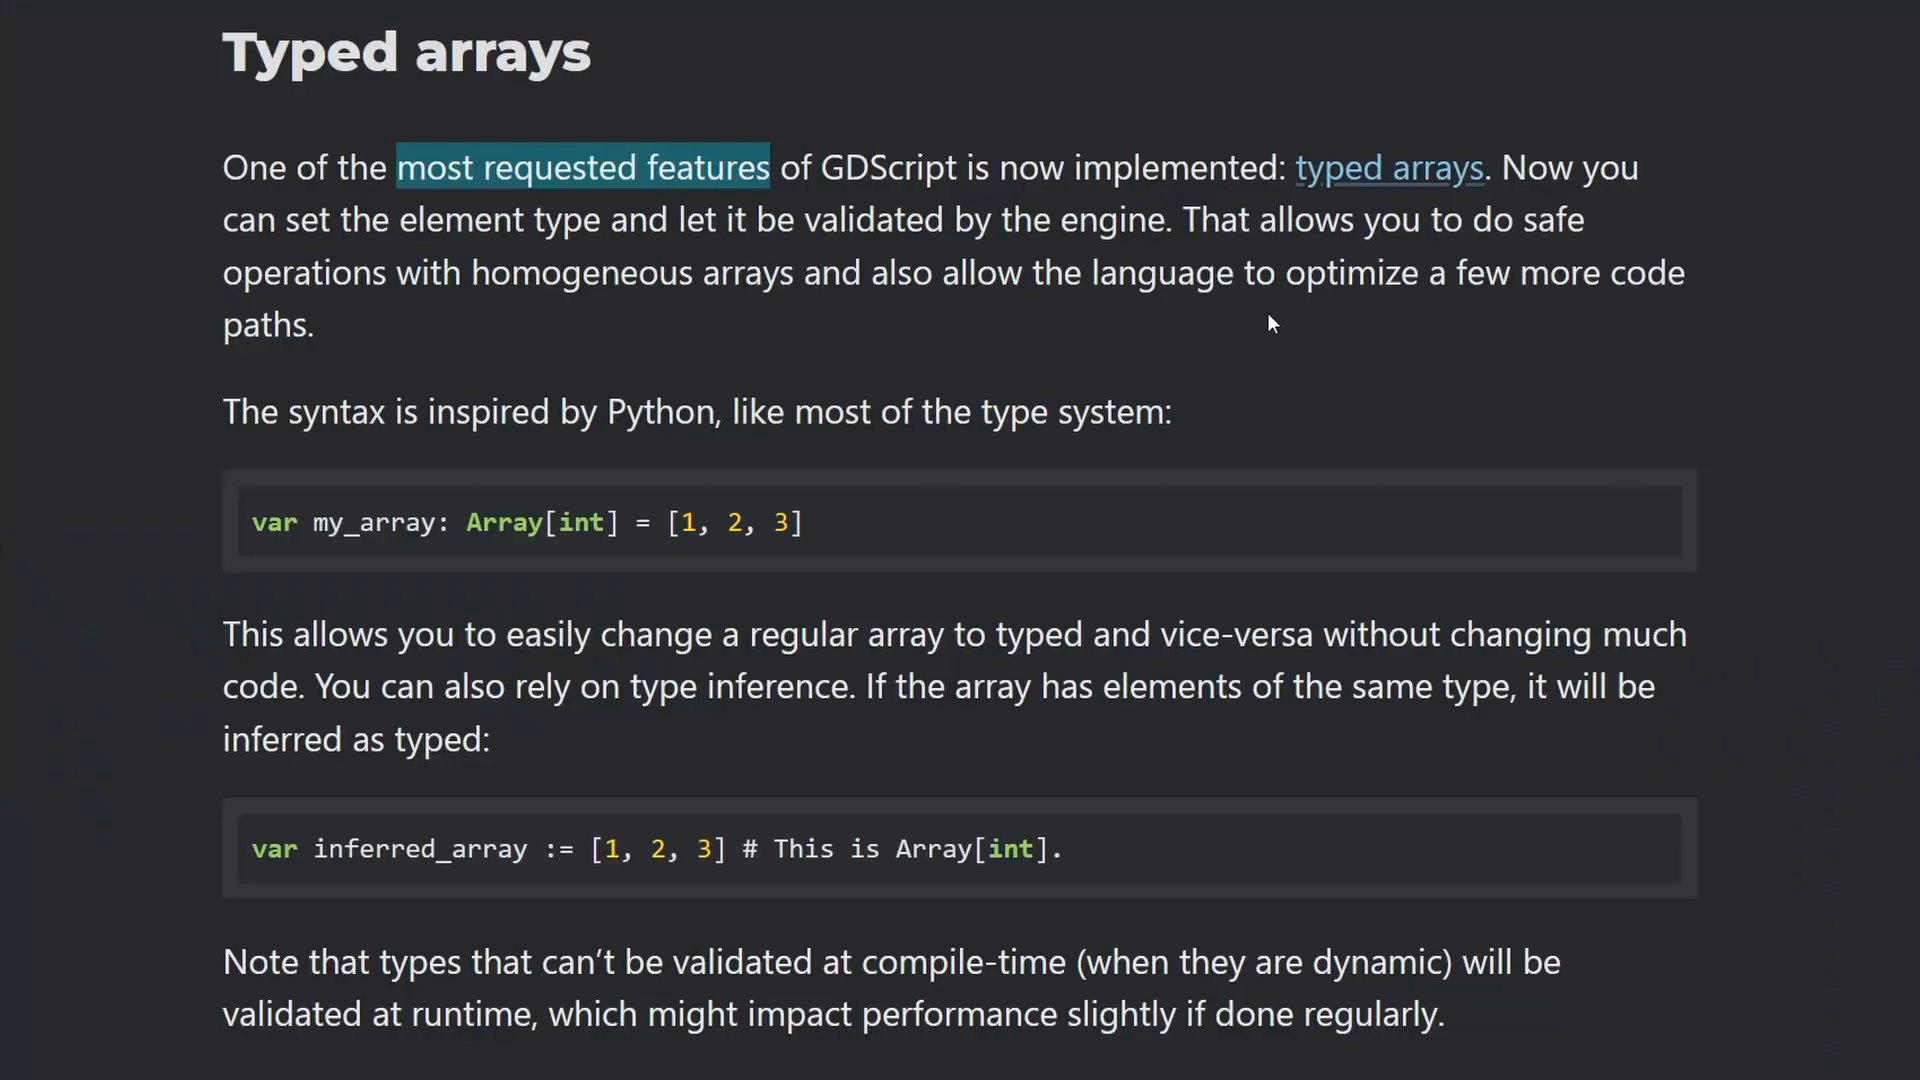 Typed arrays
One of the most requested features of GDScript is now implemented: typed arrays. Now you
can set the element type and let it be validated by the engine. That allows you to do safe
operations with homogeneous arrays and also allow the language to optimize a few more code
paths.
The syntax is inspired by Python, like most of the type system:
var my_array: Array[int] = [1, 2, 3]
This allows you to easily change a regular array to typed and vice-versa without changing much
code. You can also rely on type inference. If the array has elements of the same type, it will be
inferred as typed:
var inferred_array := [1, 2, 3] # This is Array[int].
Note that types that can’t be validated at compile-time (when they are dynamic) will be
validated at runtime, which might impact performance slightly if done regularly.